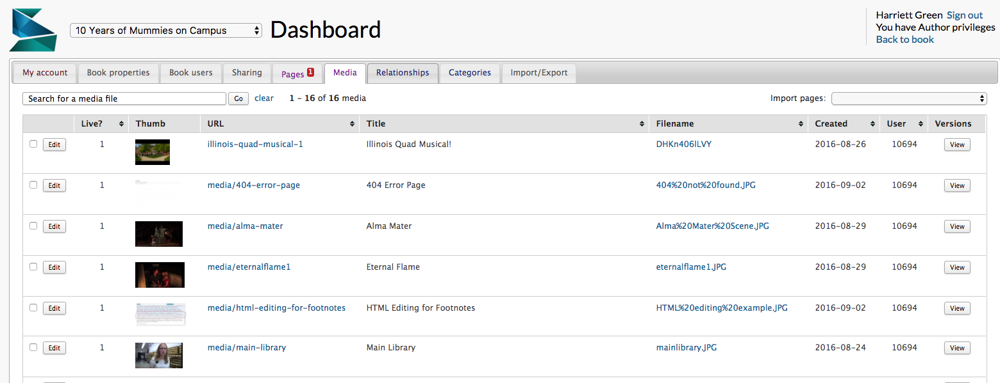 10 Years of Mummies on Campus Dashboard
Harriett Green Sign out
You have Author privileges
Back to book
My account Book properties Book users Sharing Pages 1 Media Relationships Categories Import/Export
Search for a media file Go clear 1 – 16 of 16 media Import pages:
Live? Thumb URL Title Filename Created User Versions
Edit 1 illinois-quad-musical-1 Illinois Quad Musical! DHKn406lLVY 2016-08-26 10694 View
Edit 1 media/404-error-page 404 Error Page 404%20not%20found.JPG 2016-09-02 10694 View
Edit 1 media/alma-mater Alma Mater Alma%20Mater%20Scene.JPG 2016-08-29 10694 View
Edit 1 media/eternalflame1 Eternal Flame eternalflame1.JPG 2016-08-29 10694 View
Edit 1 media/html-editing-for-footnotes HTML Editing for Footnotes HTML%20editing%20example.JPG 2016-09-02 10694 View
Edit 1 media/main-library Main Library mainlibrary.JPG 2016-08-24 10694 View